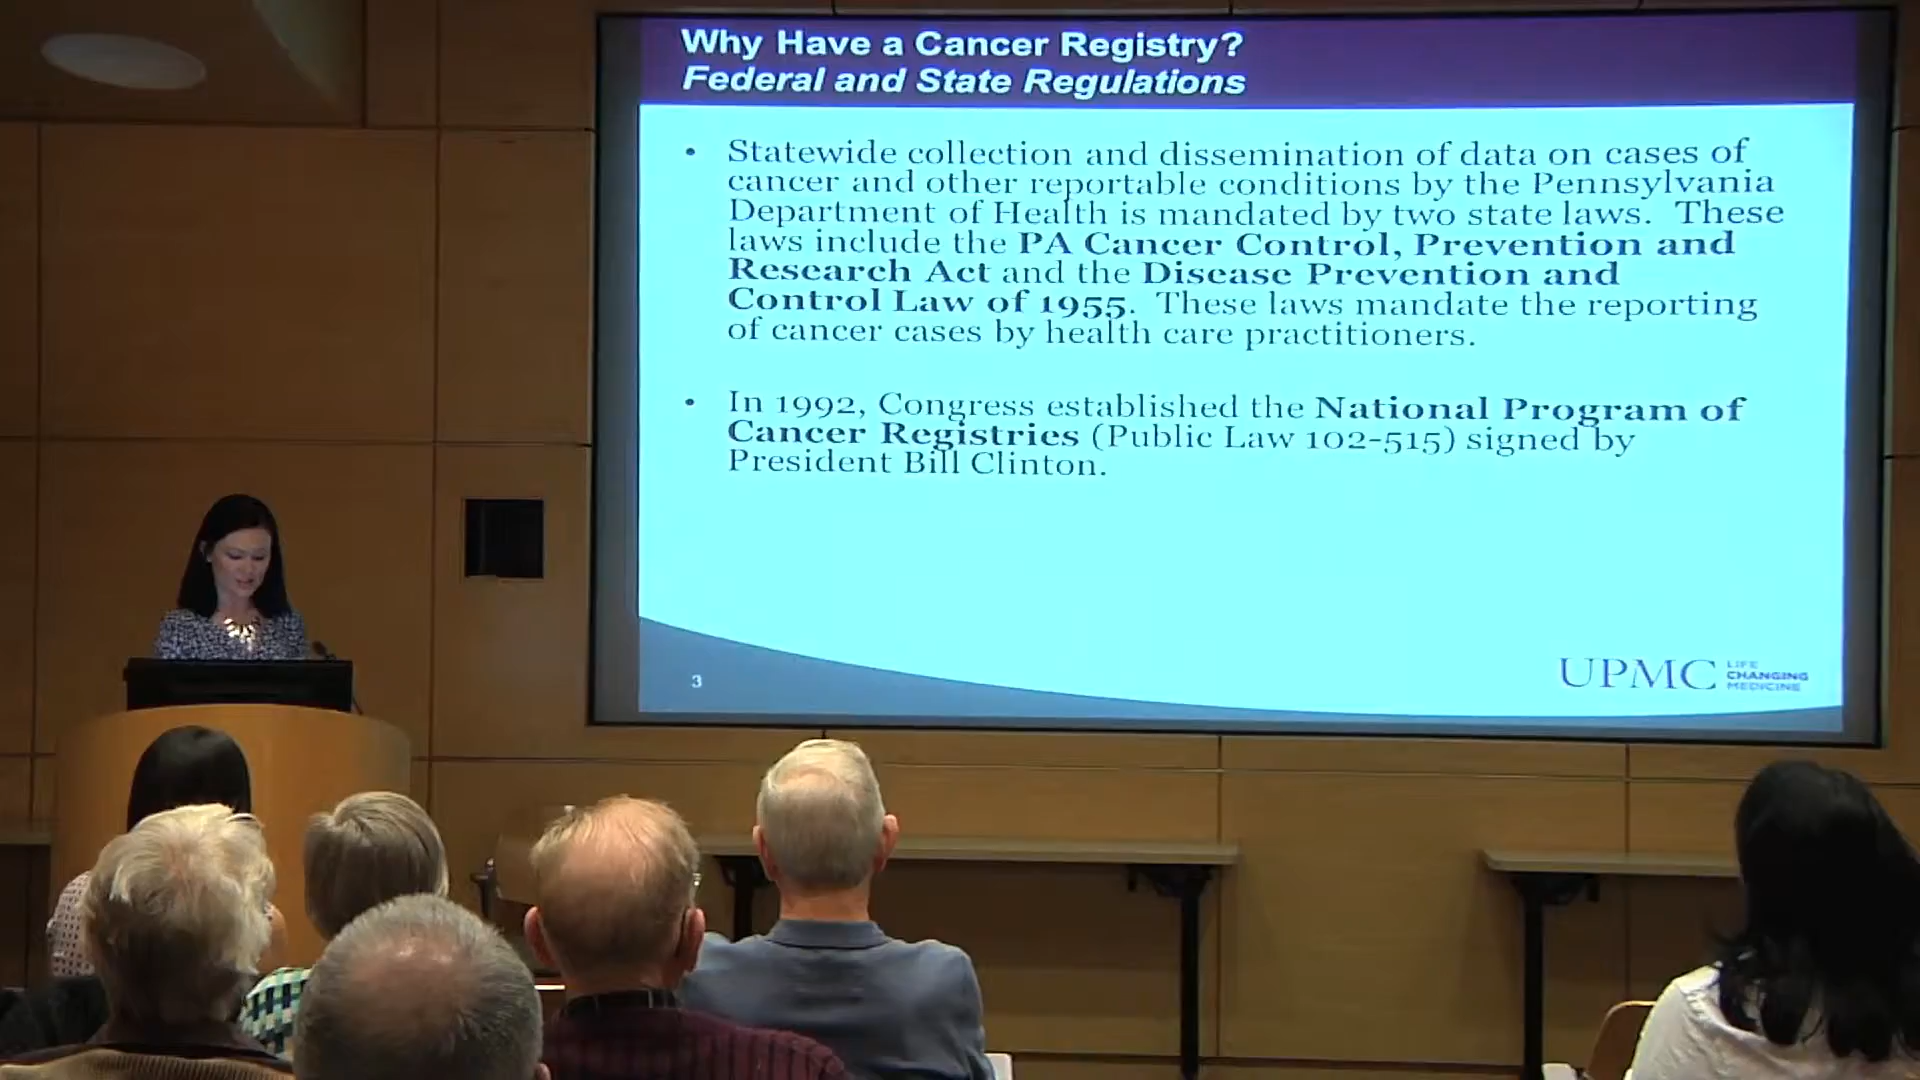 Why Have a Cancer Registry?
Federal and State Regulations
• Statewide collection and dissemination of data on cases of
cancer and other reportable conditions by the Pennsylvania
Department of Health is mandated by two state laws. These
laws include the PA Cancer Control, Prevention and
Research Act and the Disease Prevention and
Control Law of 1955. These laws mandate the reporting
of cancer cases by health care practitioners.
• In 1992, Congress established the National Program of
Cancer Registries (Public Law 102-515) signed by
President Bill Clinton.
3
UPMC LIFE
CHANGING
MEDICINE